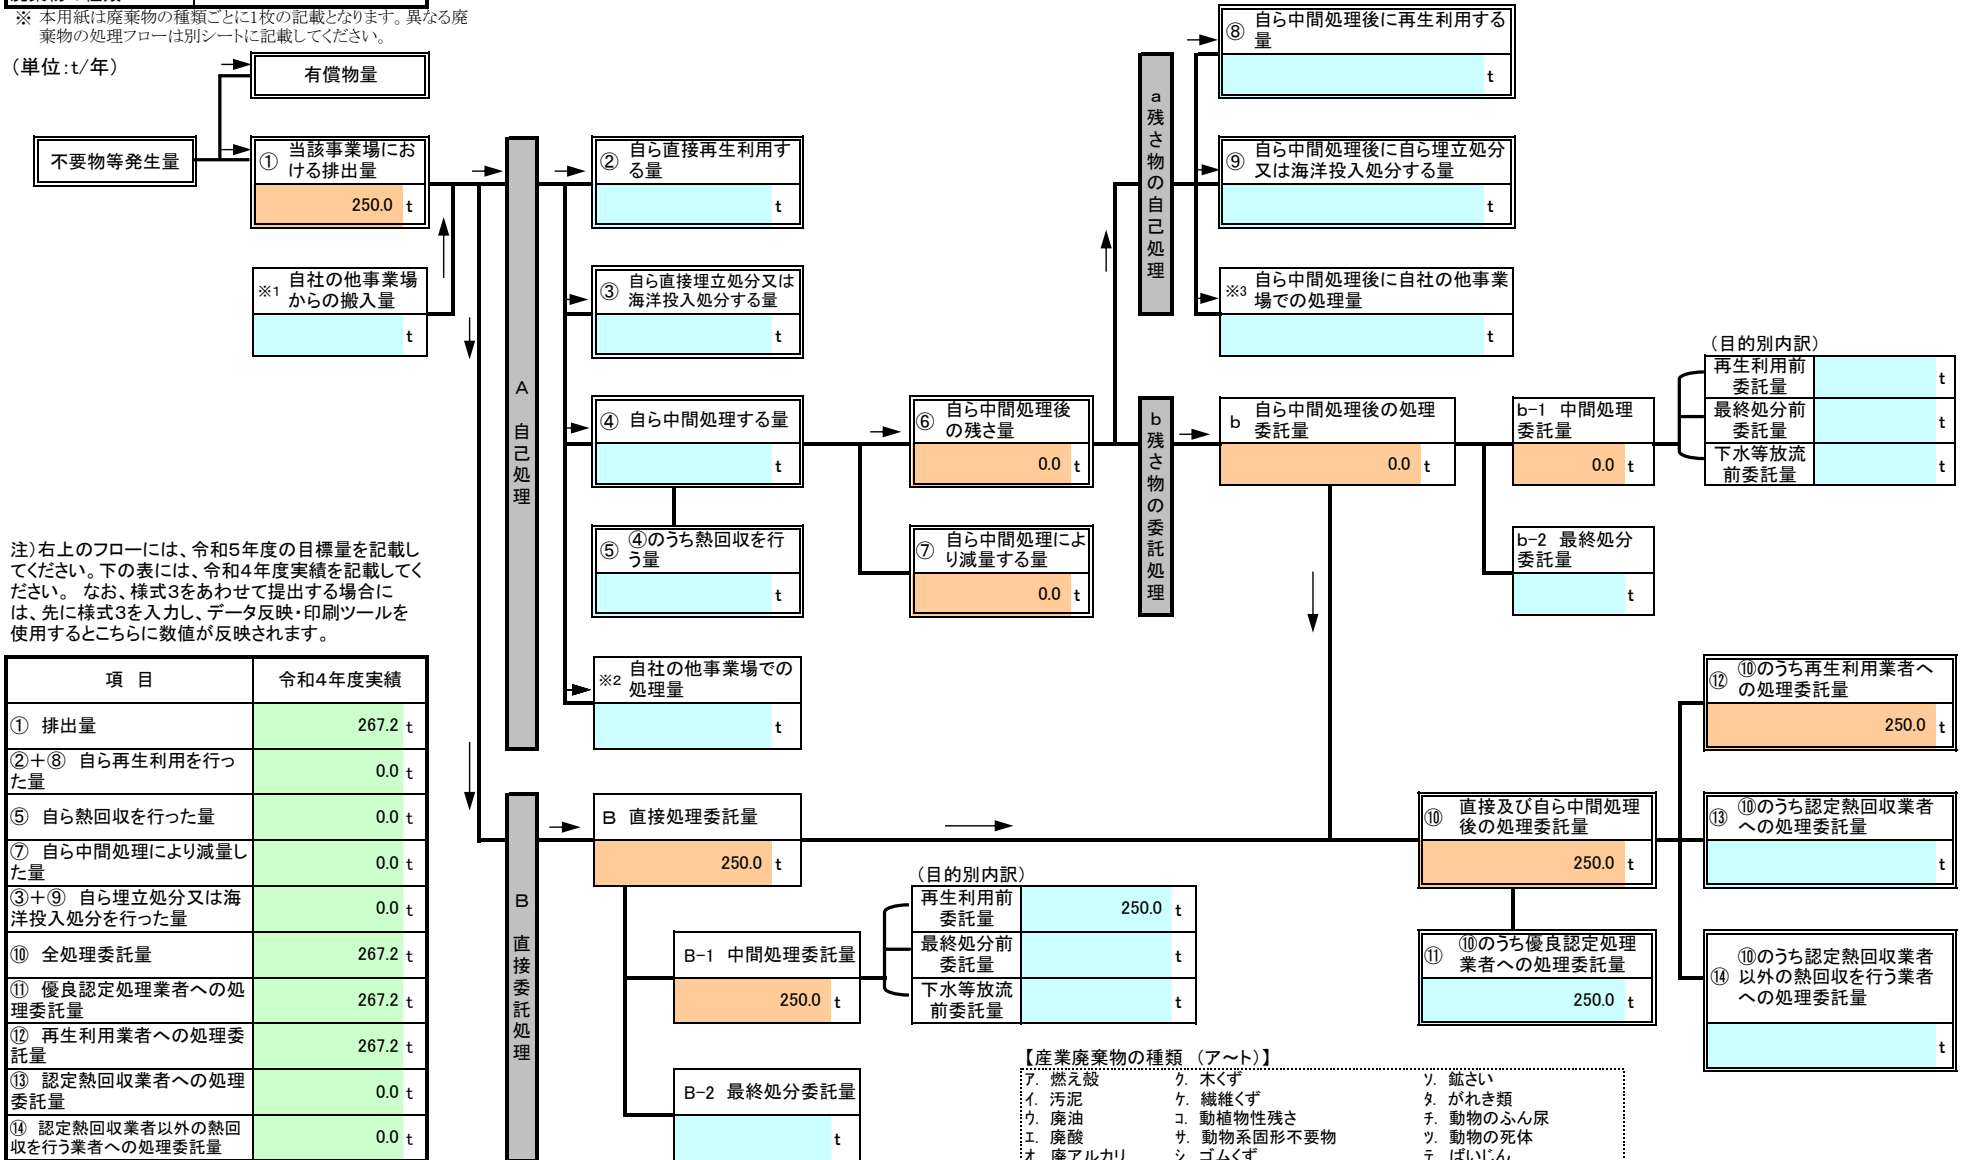 ※ 本用紙は廃棄物の種類ごとに1枚の記載となります。異なる廃
棄物の処理フローは別シートに記載してください。
(単位:t/年)
有償物量
不要物等発生量
① 当該事業場にお
ける排出量
250.0 t
※1 自社の他事業場
からの搬入量
t
A 自己処理
② 自ら直接再生利用す
る量
t
③ 自ら直接埋立処分又は
海洋投入処分する量
t
④ 自ら中間処理する量
t
⑤ ④のうち熱回収を行
う量
t
※2 自社の他事業場での
処理量
t
⑥ 自ら中間処理後
の残さ量
0.0 t
⑦ 自ら中間処理によ
り減量する量
0.0 t
a 残さ物の自己処理
⑧ 自ら中間処理後に再生利用する
量
t
⑨ 自ら中間処理後に自ら埋立処分
又は海洋投入処分する量
t
※3 自ら中間処理後に自社の他事業
場での処理量
t
b 残さ物の委託処理
b 自ら中間処理後の処理
委託量
0.0 t
b-1 中間処理
委託量
0.0 t
b-2 最終処分
委託量
t
(目的別内訳)
再生利用前
委託量
t
最終処分前
委託量
t
下水等放流
前委託量
t
注)右上のフローには、令和5年度の目標量を記載し
てください。下の表には、令和4年度実績を記載してく
ださい。 なお、様式3をあわせて提出する場合に
は、先に様式3を入力し、データ反映・印刷ツールを
使用するとこちらに数値が反映されます。
項 目 令和4年度実績
① 排出量 267.2 t
②+⑧ 自ら再生利用を行っ
た量 0.0 t
⑤ 自ら熱回収を行った量 0.0 t
⑦ 自ら中間処理により減量し
た量 0.0 t
③+⑨ 自ら埋立処分又は海
洋投入処分を行った量 0.0 t
⑩ 全処理委託量 267.2 t
⑪ 優良認定処理業者への処
理委託量 267.2 t
⑫ 再生利用業者への処理委
託量 267.2 t
⑬ 認定熱回収業者への処理
委託量 0.0 t
⑭ 認定熱回収業者以外の熱回
収を行う業者への処理委託量 0.0 t
B 直接委託処理
B 直接処理委託量
250.0 t
B-1 中間処理委託量
250.0 t
B-2 最終処分委託量
t
(目的別内訳)
再生利用前
委託量
250.0 t
最終処分前
委託量
t
下水等放流
前委託量
t
⑩ 直接及び自ら中間処理
後の処理委託量
250.0 t
⑪ ⑩のうち優良認定処理
業者への処理委託量
250.0 t
⑫ ⑩のうち再生利用業者へ
の処理委託量
250.0 t
⑬ ⑩のうち認定熱回収業者
への処理委託量
t
⑭ ⑩のうち認定熱回収業者
以外の熱回収を行う業者
への処理委託量
t
【産業廃棄物の種類 (ア~ト)】
ア. 燃え殻 ク. 木くず ソ. 鉱さい
イ. 汚泥 ケ. 繊維くず タ. がれき類
ウ. 廃油 コ. 動植物性残さ チ. 動物のふん尿
エ. 廃酸 サ. 動物系固形不要物 ツ. 動物の死体
オ. 廃アルカリ シ. ゴムくず テ. ばいじん